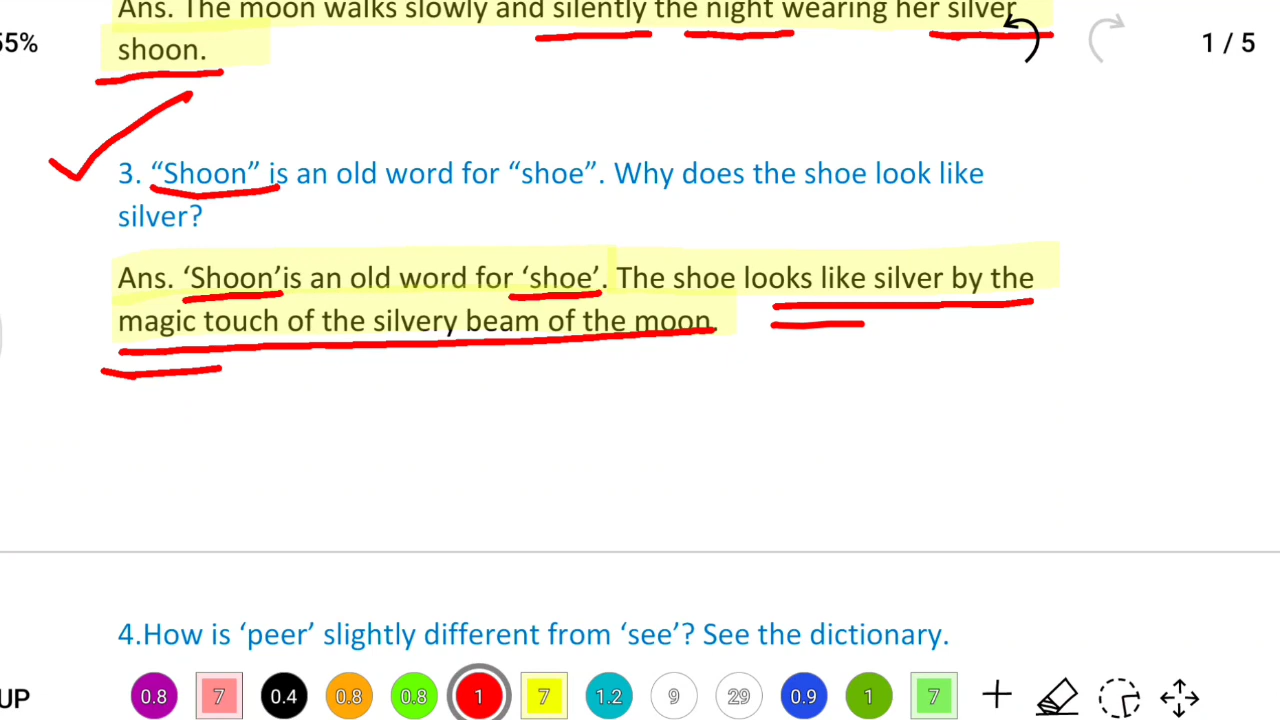 Ans. The moon walks slowly and silently the night wearing her silver
55%
1 / 5
shoon.
3. “Shoon” is an old word for “shoe”. Why does the shoe look like
silver?
Ans. ‘Shoon’is an old word for ‘shoe’. The shoe looks like silver by the
magic touch of the silvery beam of the moon.
4.How is ‘peer’ slightly different from ‘see’? See the dictionary.
UP
0.8 7 0.4 0.8 0.8 1 7 1.2 9 29 0.9 1 7